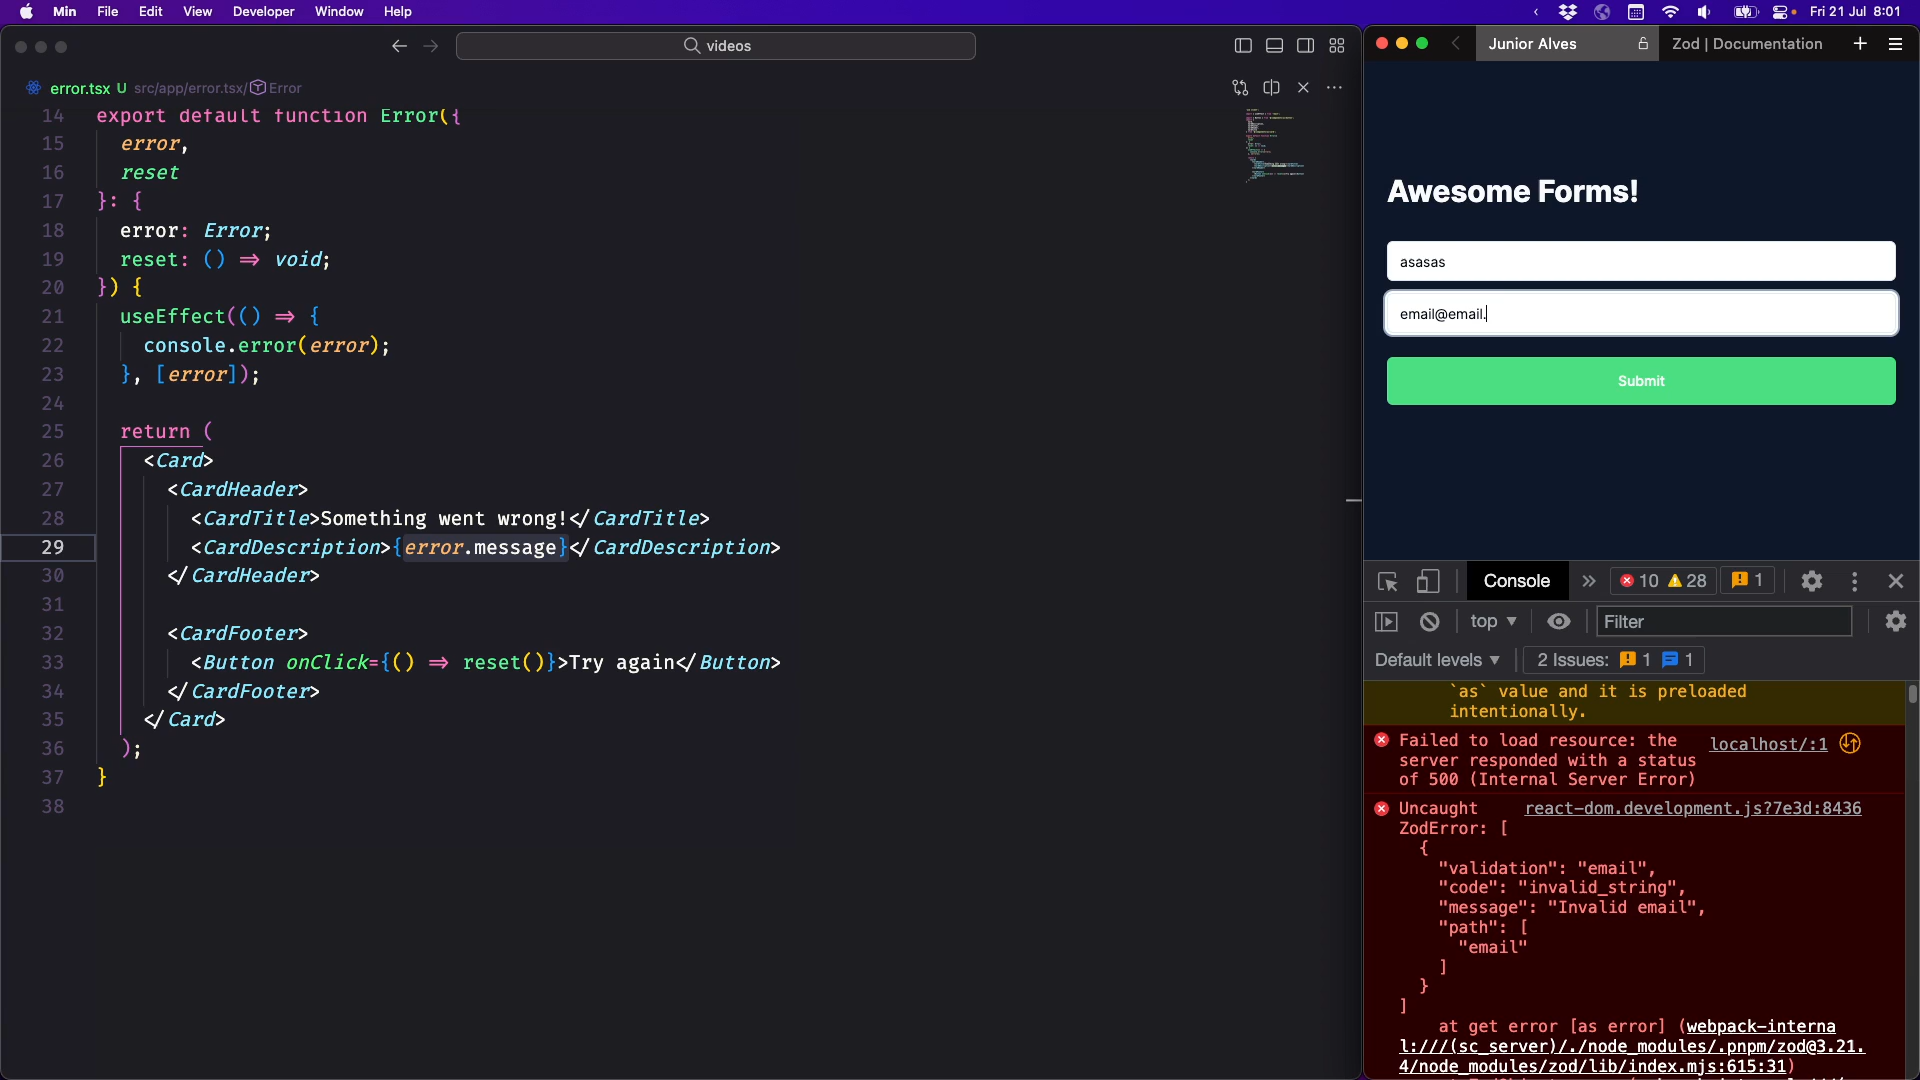 Min File Edit View Developer Window Help
Fri 21 Jul 8:01
videos
error.tsx U src/app/error.tsx/ Error
14 export default function Error({
15 error,
16 reset
17 }: {
18 error: Error;
19 reset: () ⇒ void;
20 }) {
21 useEffect(() ⇒ {
22 console.error(error);
23 }, [error]);
24
25 return (
26 <Card>
27 <CardHeader>
28 <CardTitle>Something went wrong!</CardTitle>
29 <CardDescription>{error.message}</CardDescription>
30 </CardHeader>
31
32 <CardFooter>
33 <Button onClick={() ⇒ reset()}>Try again</Button>
34 </CardFooter>
35 </Card>
36 );
37 }
38
Junior Alves
Zod | Documentation
Awesome Forms!
asasas
email@email.
Submit
Console 10 28 1
top Filter
Default levels 2 Issues: 1 1
`as` value and it is preloaded
intentionally.
Failed to load resource: the localhost/:1
server responded with a status
of 500 (Internal Server Error)
Uncaught react-dom.development.js?7e3d:8436
ZodError: [
{
"validation": "email",
"code": "invalid_string",
"message": "Invalid email",
"path": [
"email"
]
}
]
at get error [as error] (webpack-interna
l:///(sc_server)/./node_modules/.pnpm/zod@3.21.
4/node_modules/zod/lib/index.mjs:615:31)